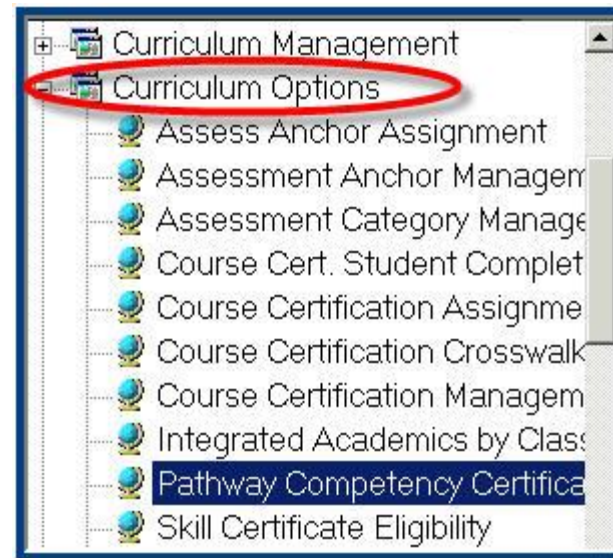 Curriculum Management
Curriculum Options
Assess Anchor Assignment
Assessment Anchor Managem
Assessment Category Manage
Course Cert. Student Complet
Course Certification Assignme
Course Certification Crosswalk
Course Certification Managem
Integrated Academics by Class
Pathway Competency Certifica
Skill Certificate Eligibility